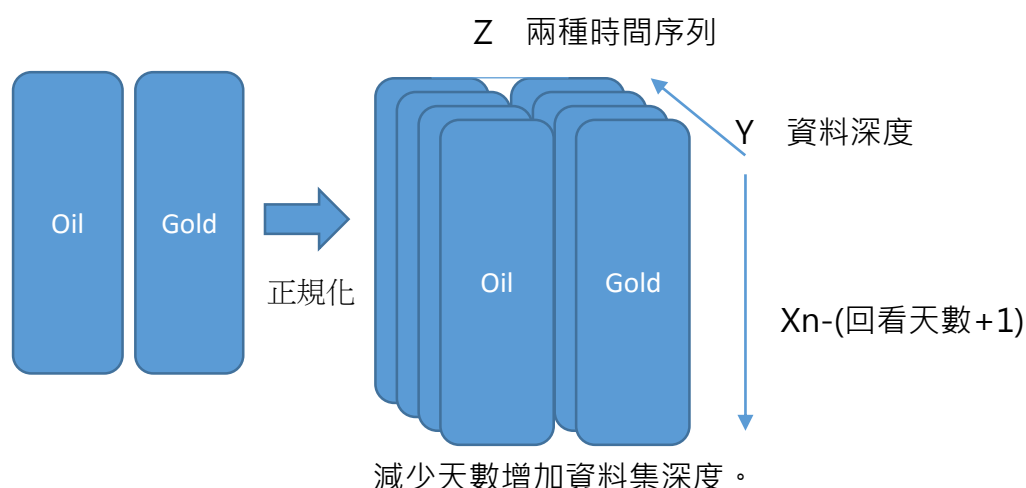 Z 兩種時間序列
Y 資料深度
Oil
Gold
正規化
Oil
Gold
Xn-(回看天數+1)
減少天數增加資料集深度。